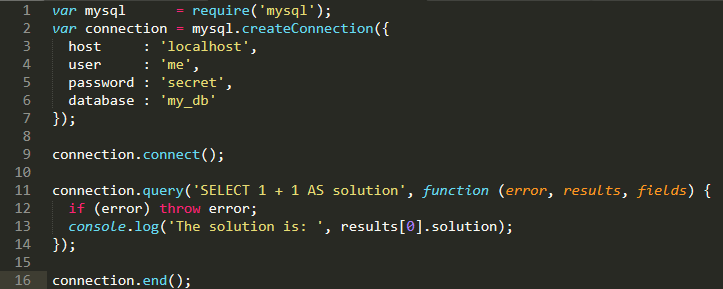 1 var mysql      = require('mysql');
2 var connection = mysql.createConnection({
3   host     : 'localhost',
4   user     : 'me',
5   password : 'secret',
6   database : 'my_db'
7 });
8
9 connection.connect();
10
11 connection.query('SELECT 1 + 1 AS solution', function (error, results, fields) {
12   if (error) throw error;
13   console.log('The solution is: ', results[0].solution);
14 });
15
16 connection.end();